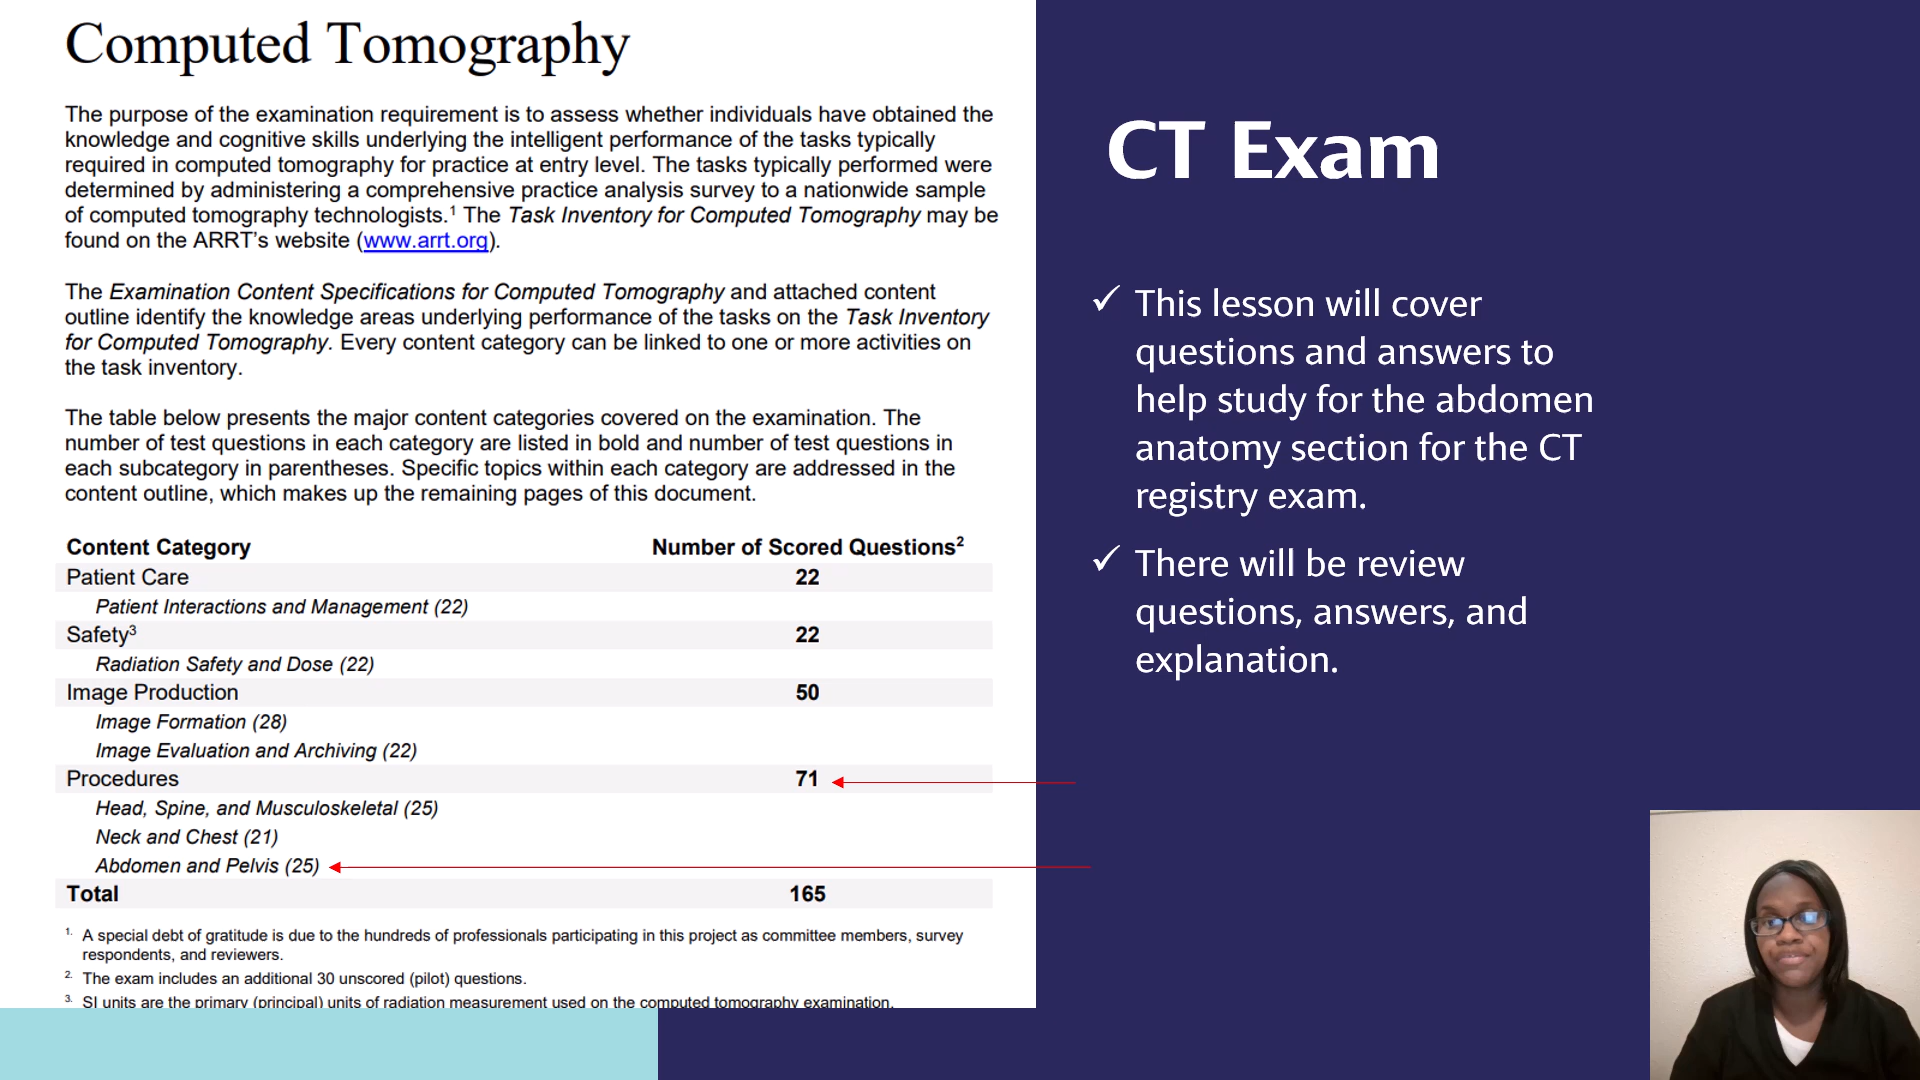 Computed Tomography
The purpose of the examination requirement is to assess whether individuals have obtained the
knowledge and cognitive skills underlying the intelligent performance of the tasks typically
required in computed tomography for practice at entry level. The tasks typically performed were
determined by administering a comprehensive practice analysis survey to a nationwide sample
of computed tomography technologists.¹ The Task Inventory for Computed Tomography may be
found on the ARRT's website (www.arrt.org).
The Examination Content Specifications for Computed Tomography and attached content
outline identify the knowledge areas underlying performance of the tasks on the Task Inventory
for Computed Tomography. Every content category can be linked to one or more activities on
the task inventory.
The table below presents the major content categories covered on the examination. The
number of test questions in each category are listed in bold and number of test questions in
each subcategory in parentheses. Specific topics within each category are addressed in the
content outline, which makes up the remaining pages of this document.
Content Category Number of Scored Questions²
Patient Care 22
Patient Interactions and Management (22)
Safety³ 22
Radiation Safety and Dose (22)
Image Production 50
Image Formation (28)
Image Evaluation and Archiving (22)
Procedures 71
Head, Spine, and Musculoskeletal (25)
Neck and Chest (21)
Abdomen and Pelvis (25)
Total 165
1. A special debt of gratitude is due to the hundreds of professionals participating in this project as committee members, survey
respondents, and reviewers.
2. The exam includes an additional 30 unscored (pilot) questions.
3. SI units are the primary (principal) units of radiation measurement used on the computed tomography examination.
CT Exam
✓ This lesson will cover
questions and answers to
help study for the abdomen
anatomy section for the CT
registry exam.
✓ There will be review
questions, answers, and
explanation.